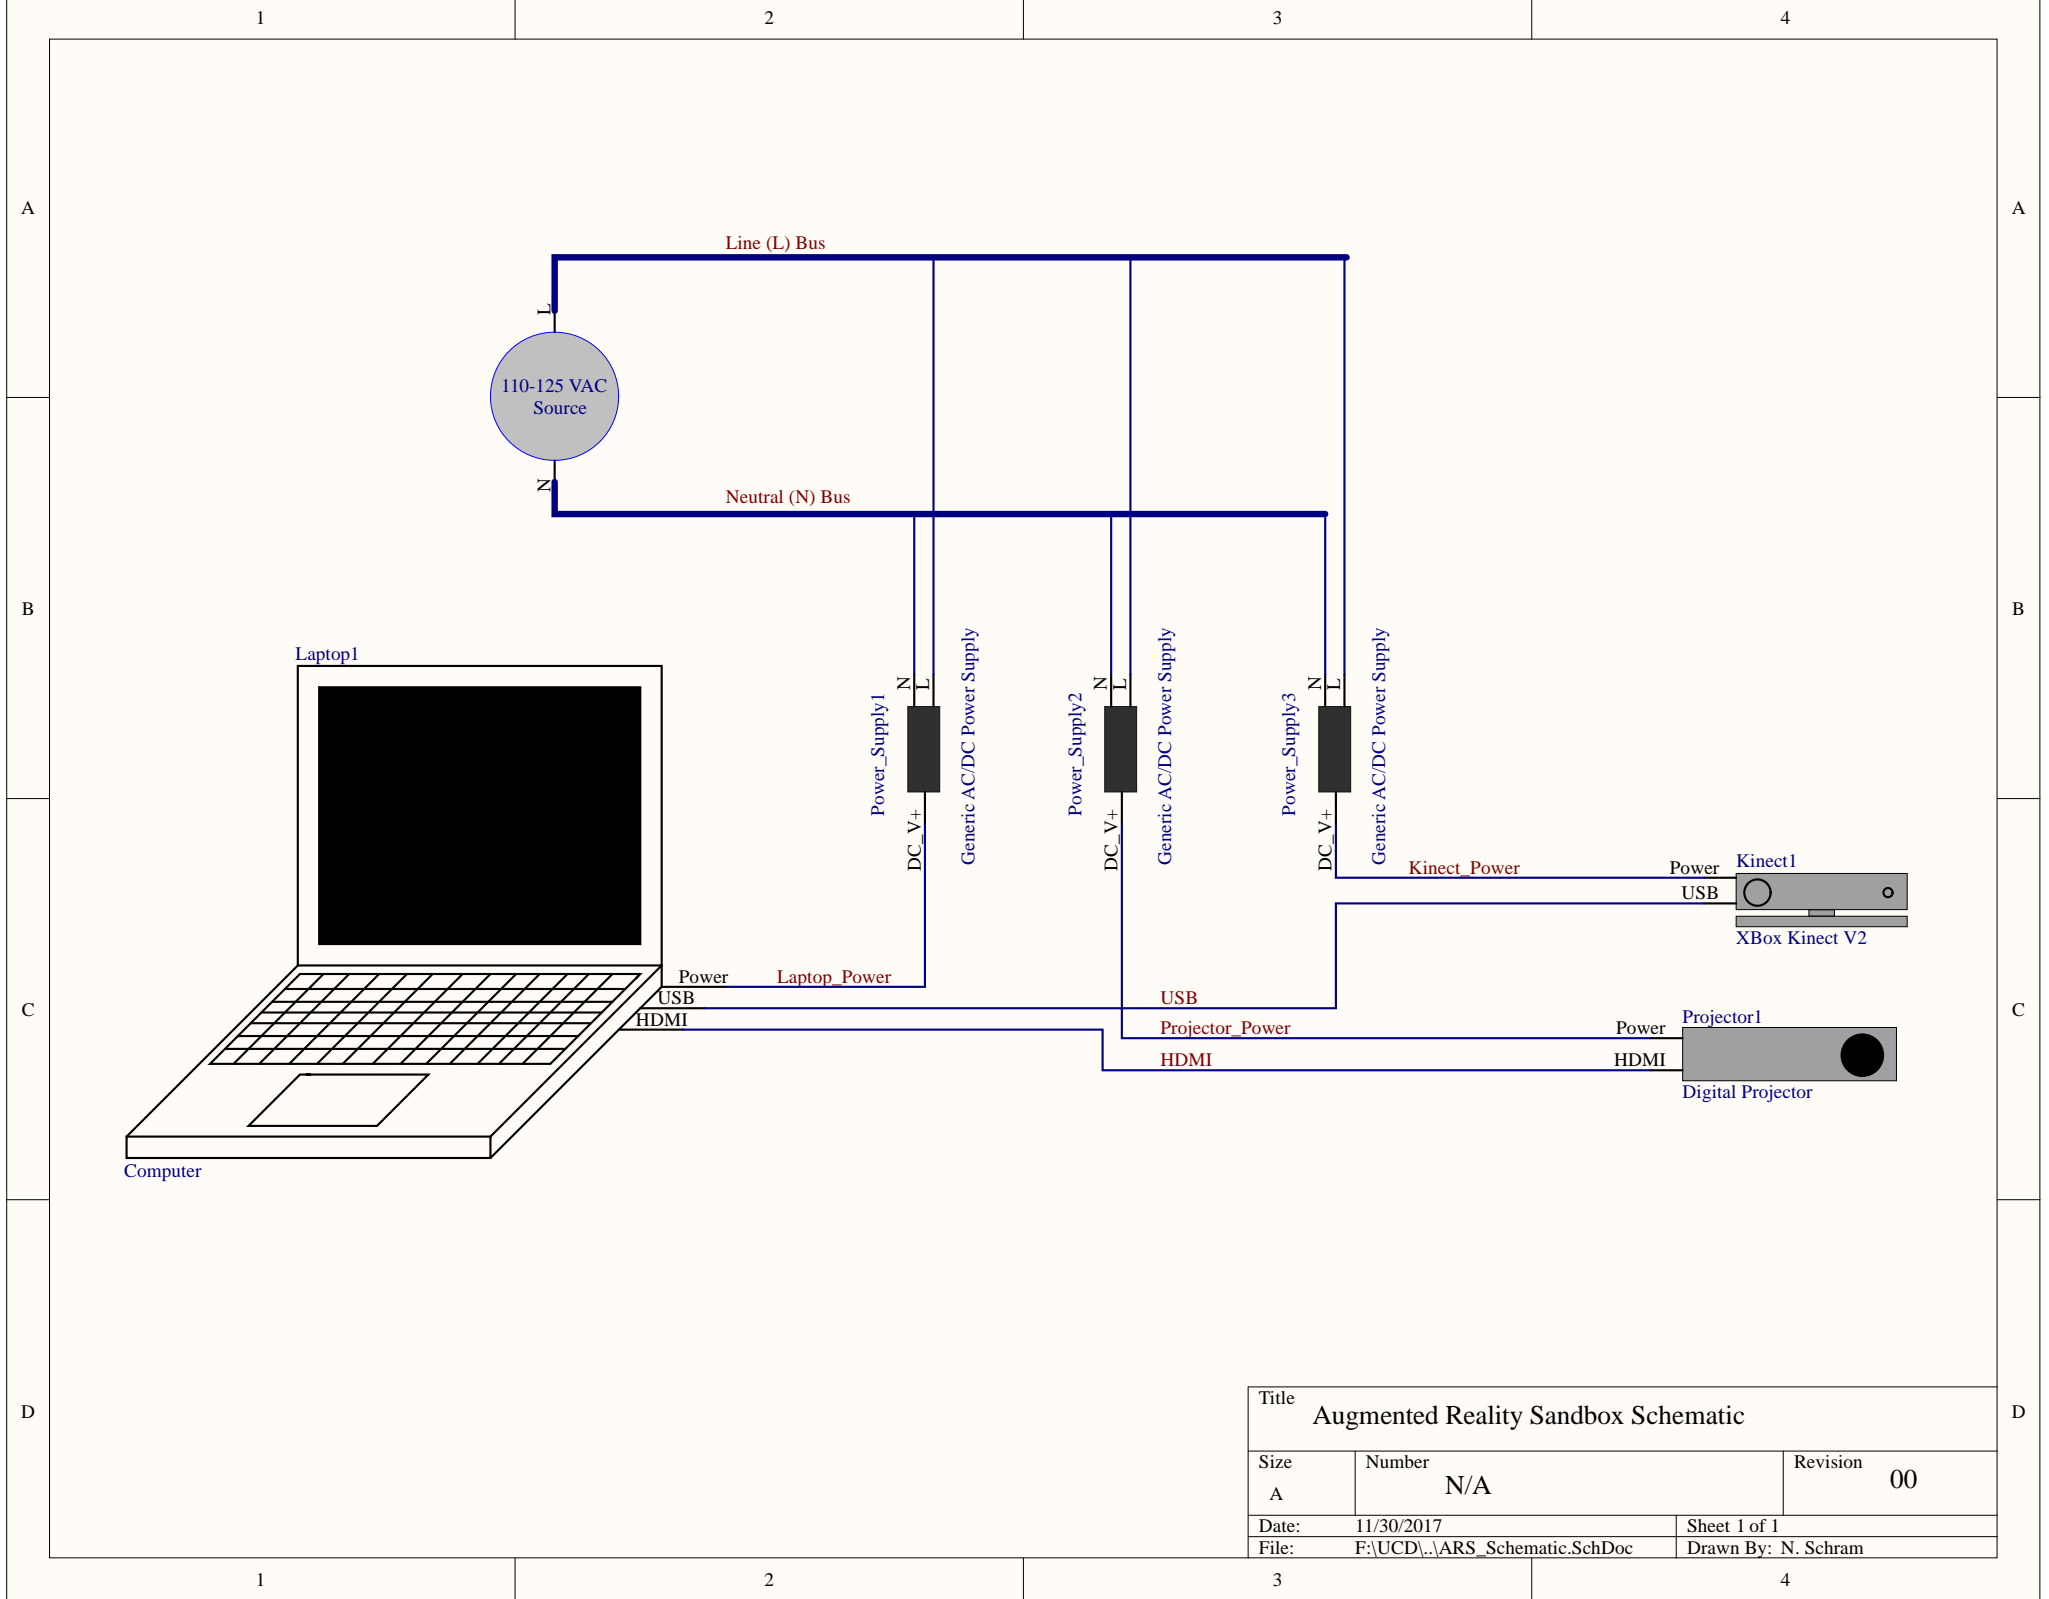 1
2
3
4
A
A
Line (L) Bus
L
110-125 VAC
Source
N
Neutral (N) Bus
B
B
Laptop1
N
L
Power_Supply1
Generic AC/DC Power Supply
DC_V+
N
L
Power_Supply2
Generic AC/DC Power Supply
DC_V+
N
L
Power_Supply3
Generic AC/DC Power Supply
DC_V+
Kinect_Power
Power
Kinect1
USB
XBox Kinect V2
Power
Laptop_Power
USB
USB
HDMI
C
C
Projector1
Projector_Power
Power
HDMI
HDMI
Digital Projector
Computer
D
D
Title
Augmented Reality Sandbox Schematic
Size
A
Number
N/A
Revision
00
Date:
11/30/2017
Sheet 1 of 1
File:
F:\UCD\..\ARS_Schematic.SchDoc
Drawn By: N. Schram
1
2
3
4